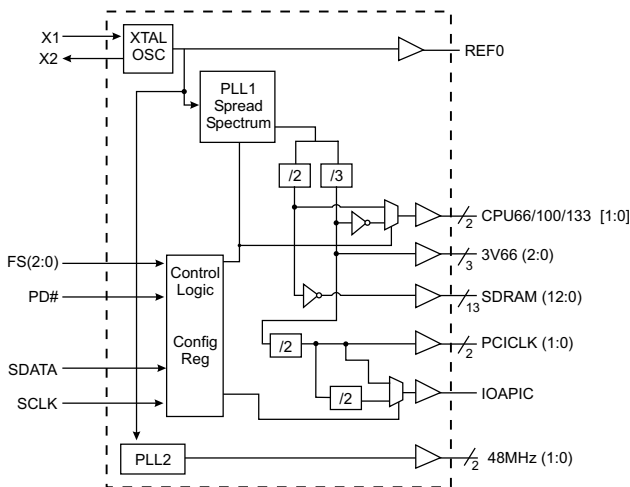 X1
X2
XTAL
OSC
REF0
PLL1
Spread
Spectrum
/2
/3
CPU66/100/133 [1:0]
2
3V66 (2:0)
3
FS(2:0)
PD#
SDATA
SCLK
Control
Logic
Config
Reg
SDRAM (12:0)
13
/2
PCICLK (1:0)
2
/2
IOAPIC
PLL2
48MHz (1:0)
2